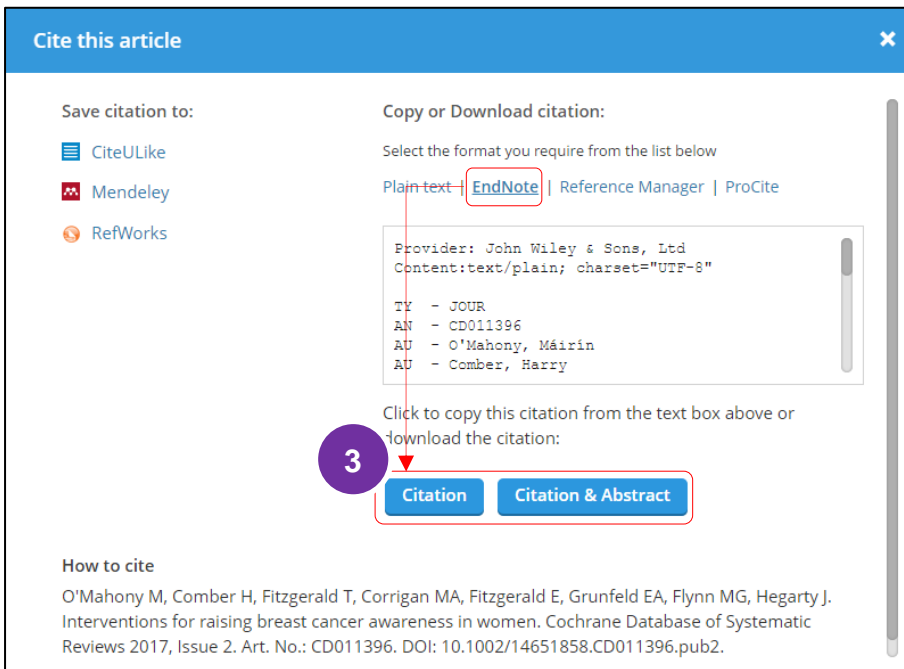 Cite this article
Save citation to:
CiteULike
Mendeley
RefWorks
Copy or Download citation:
Select the format you require from the list below
Plain text | EndNote | Reference Manager | ProCite
Provider: John Wiley & Sons, Ltd
Content:text/plain; charset="UTF-8"
TY - JOUR
AN - CD011396
AU - O'Mahony, Máirín
AU - Comber, Harry
Click to copy this citation from the text box above or
download the citation:
3
Citation
Citation & Abstract
How to cite
O'Mahony M, Comber H, Fitzgerald T, Corrigan MA, Fitzgerald E, Grunfeld EA, Flynn MG, Hegarty J.
Interventions for raising breast cancer awareness in women. Cochrane Database of Systematic
Reviews 2017, Issue 2. Art. No.: CD011396. DOI: 10.1002/14651858.CD011396.pub2.